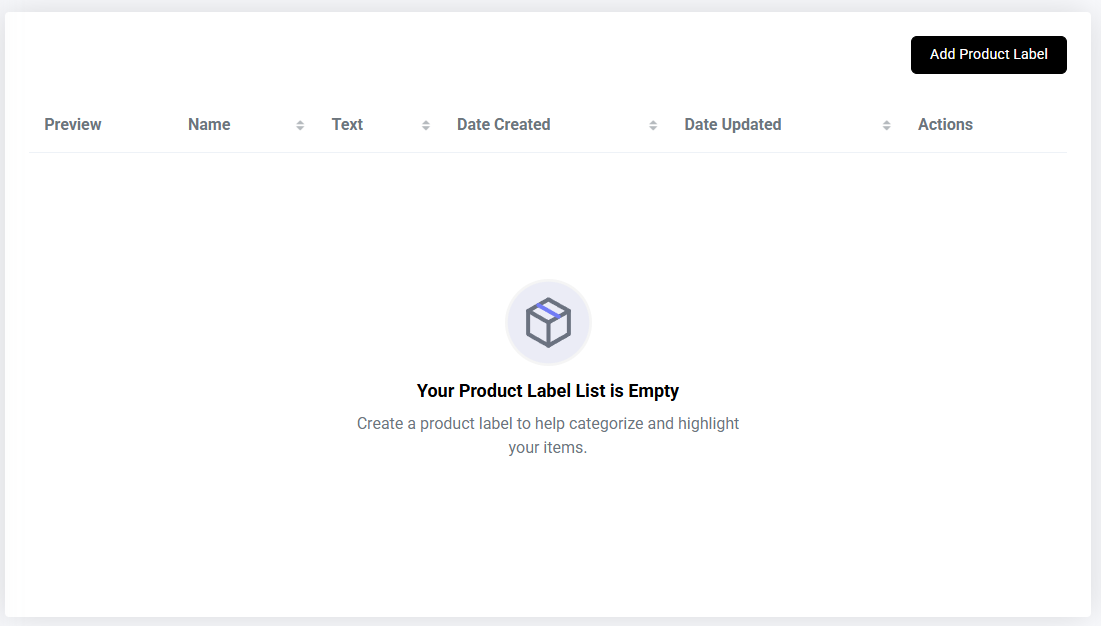 Add Product Label
Preview Name Text Date Created Date Updated Actions
Your Product Label List is Empty
Create a product label to help categorize and highlight
your items.